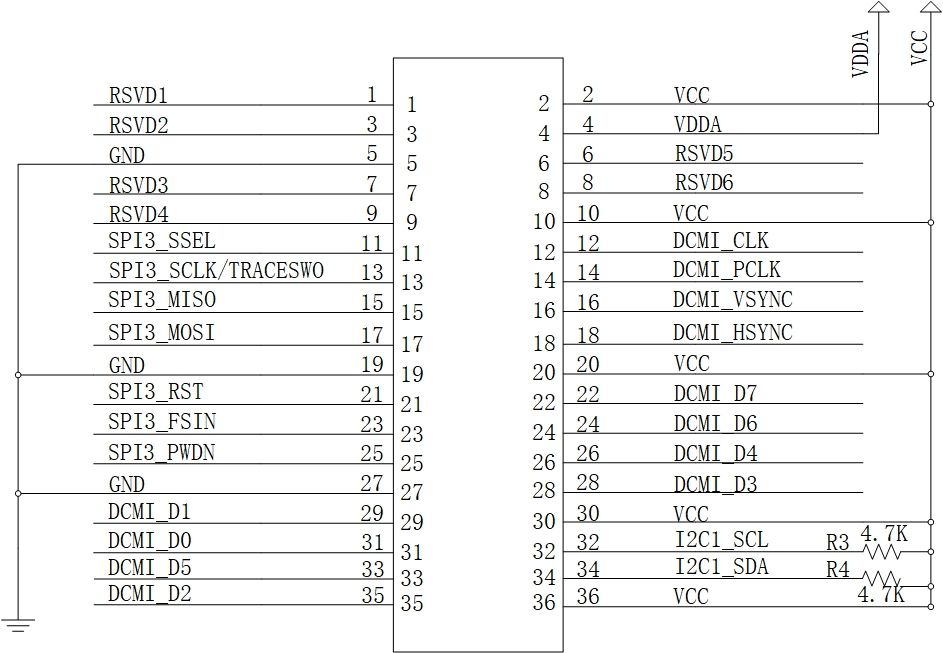 VDDA VCC
RSVD1 1 1 2 2 VCC
RSVD2 3 3 4 4 VDDA
GND 5 5 6 6 RSVD5
RSVD3 7 7 8 8 RSVD6
RSVD4 9 9 10 10 VCC
SPI3_SSEL 11 11 12 12 DCMI_CLK
SPI3_SCLK/TRACESWO 13 13 14 14 DCMI_PCLK
SPI3_MISO 15 15 16 16 DCMI_VSYNC
SPI3_MOSI 17 17 18 18 DCMI_HSYNC
GND 19 19 20 20 VCC
SPI3_RST 21 21 22 22 DCMI_D7
SPI3_FSIN 23 23 24 24 DCMI_D6
SPI3_PWDN 25 25 26 26 DCMI_D4
GND 27 27 28 28 DCMI_D3
DCMI_D1 29 29 30 30 VCC
DCMI_D0 31 31 32 32 I2C1_SCL R3 4.7K
DCMI_D5 33 33 34 34 I2C1_SDA R4 4.7K
DCMI_D2 35 35 36 36 VCC